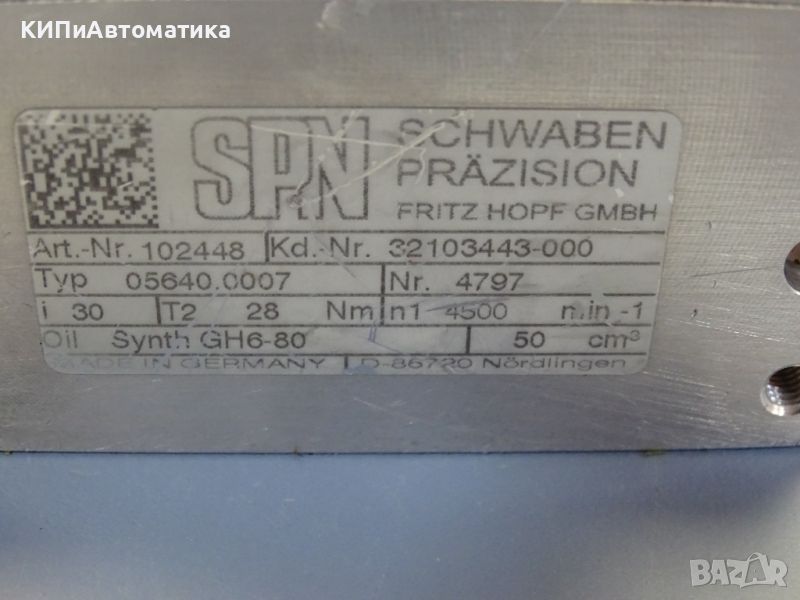 КИПиАвтоматика
SPN
SCHWABEN
PRÄZISION
FRITZ HOPF GMBH
Art.-Nr. 102448 Kd.-Nr. 32103443-000
Typ 05640.0007 Nr. 4797
i 30 T2 28 Nm n1 4500 min -1
Oil Synth GH6-80 50 cm³
MADE IN GERMANY D-86720 Nördlingen
BAZAR